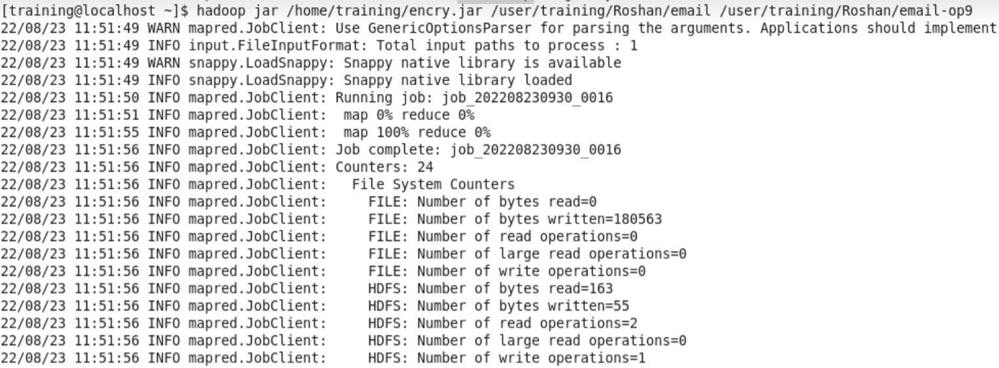 [training@localhost ~]$ hadoop jar /home/training/encry.jar /user/training/Roshan/email /user/training/Roshan/email-op9
22/08/23 11:51:49 WARN mapred.JobClient: Use GenericOptionsParser for parsing the arguments. Applications should implement
22/08/23 11:51:49 INFO input.FileInputFormat: Total input paths to process : 1
22/08/23 11:51:49 WARN snappy.LoadSnappy: Snappy native library is available
22/08/23 11:51:49 INFO snappy.LoadSnappy: Snappy native library loaded
22/08/23 11:51:50 INFO mapred.JobClient: Running job: job_202208230930_0016
22/08/23 11:51:51 INFO mapred.JobClient:  map 0% reduce 0%
22/08/23 11:51:55 INFO mapred.JobClient:  map 100% reduce 0%
22/08/23 11:51:56 INFO mapred.JobClient: Job complete: job_202208230930_0016
22/08/23 11:51:56 INFO mapred.JobClient: Counters: 24
22/08/23 11:51:56 INFO mapred.JobClient:   File System Counters
22/08/23 11:51:56 INFO mapred.JobClient:     FILE: Number of bytes read=0
22/08/23 11:51:56 INFO mapred.JobClient:     FILE: Number of bytes written=180563
22/08/23 11:51:56 INFO mapred.JobClient:     FILE: Number of read operations=0
22/08/23 11:51:56 INFO mapred.JobClient:     FILE: Number of large read operations=0
22/08/23 11:51:56 INFO mapred.JobClient:     FILE: Number of write operations=0
22/08/23 11:51:56 INFO mapred.JobClient:     HDFS: Number of bytes read=163
22/08/23 11:51:56 INFO mapred.JobClient:     HDFS: Number of bytes written=55
22/08/23 11:51:56 INFO mapred.JobClient:     HDFS: Number of read operations=2
22/08/23 11:51:56 INFO mapred.JobClient:     HDFS: Number of large read operations=0
22/08/23 11:51:56 INFO mapred.JobClient:     HDFS: Number of write operations=1